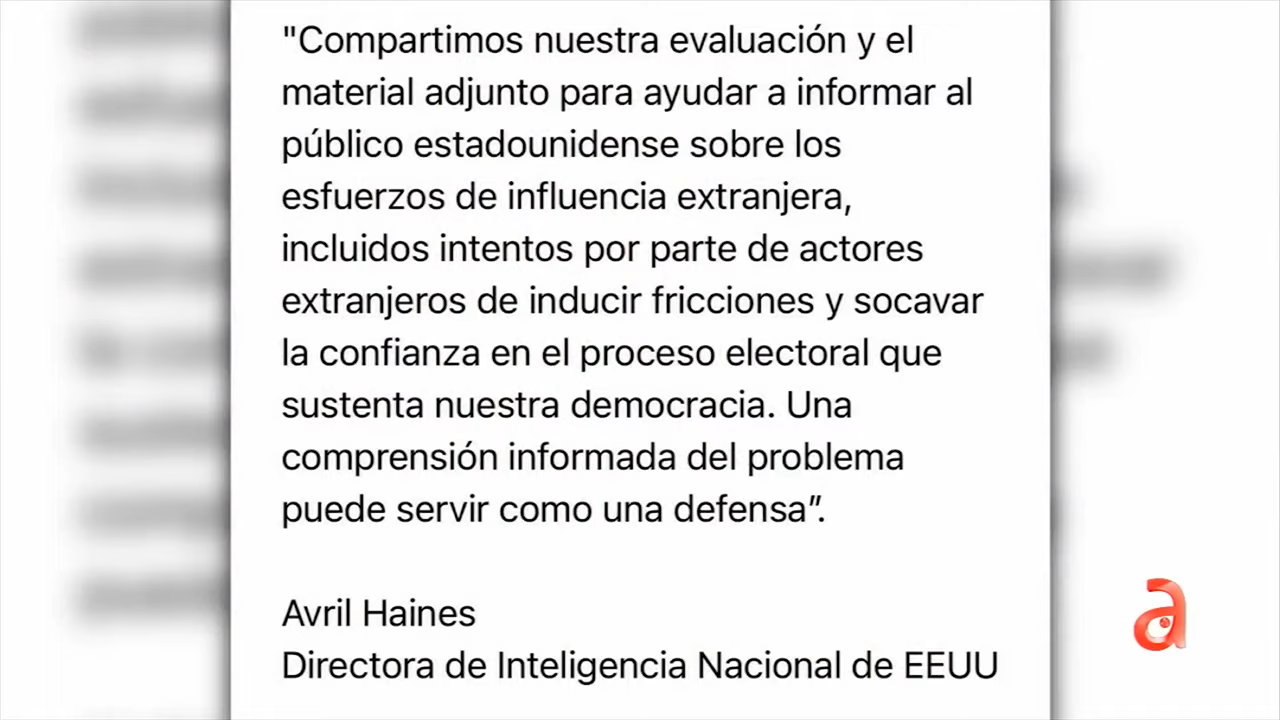 "Compartimos nuestra evaluación y el
material adjunto para ayudar a informar al
público estadounidense sobre los
esfuerzos de influencia extranjera,
incluidos intentos por parte de actores
extranjeros de inducir fricciones y socavar
la confianza en el proceso electoral que
sustenta nuestra democracia. Una
comprensión informada del problema
puede servir como una defensa”.
Avril Haines
Directora de Inteligencia Nacional de EEUU
a